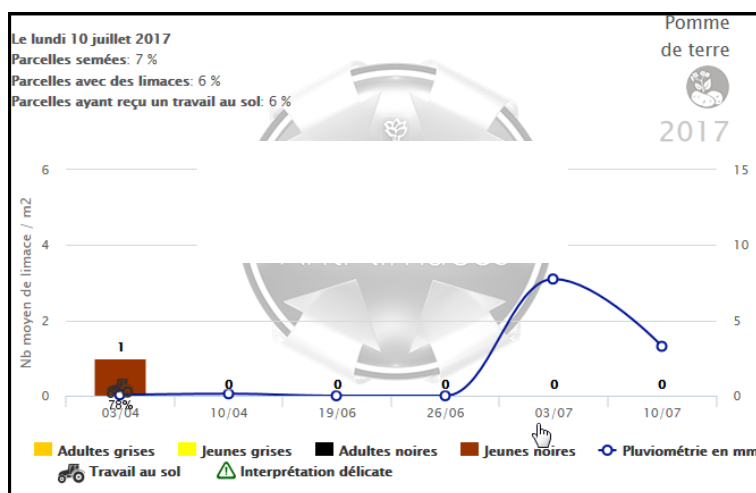 Le lundi 10 juillet 2017
Parcelles semées: 7 %
Parcelles avec des limaces: 6 %
Parcelles ayant reçu un travail au sol: 6 %
Pomme
de terre
2017
6
4
2
0
Nb moyen de limace / m2
15
10
5
0
1
0
0
0
0
0
78%
03/04
10/04
19/06
26/06
03/07
10/07
Adultes grises
Jeunes grises
Adultes noires
Jeunes noires
Pluviométrie en mm
Travail au sol
Interprétation délicate